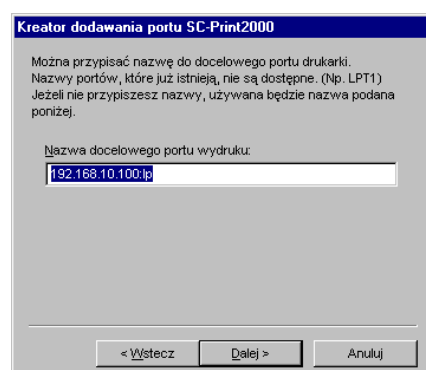 Kreator dodawania portu SC-Print2000
Można przypisać nazwę do docelowego portu drukarki.
Nazwy portów, które już istnieją, nie są dostępne. (Np. LPT1)
Jeżeli nie przypiszesz nazwy, używana będzie nazwa podana
poniżej.
Nazwa docelowego portu wydruku:
192.168.10.100:lp
< Wstecz
Dalej >
Anuluj